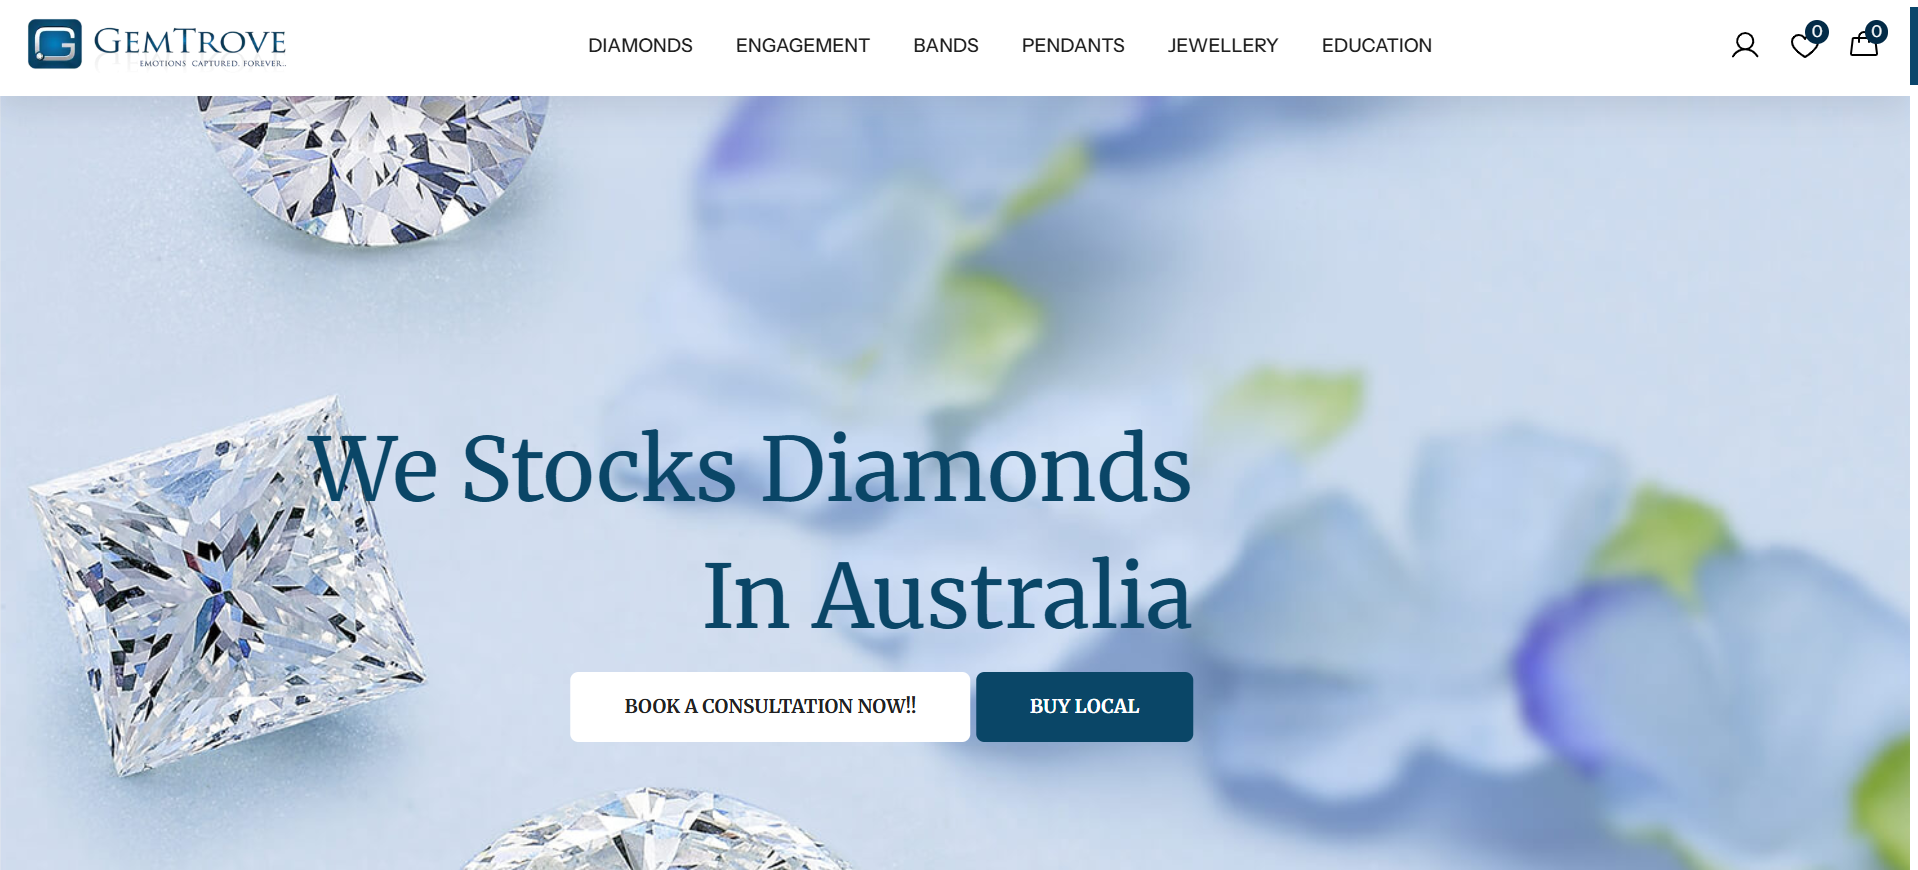 GEMTROVE
EMOTIONS CAPTURED. FOREVER..
DIAMONDS ENGAGEMENT BANDS PENDANTS JEWELLERY EDUCATION
0 0
We Stocks Diamonds
In Australia
BOOK A CONSULTATION NOW!! BUY LOCAL